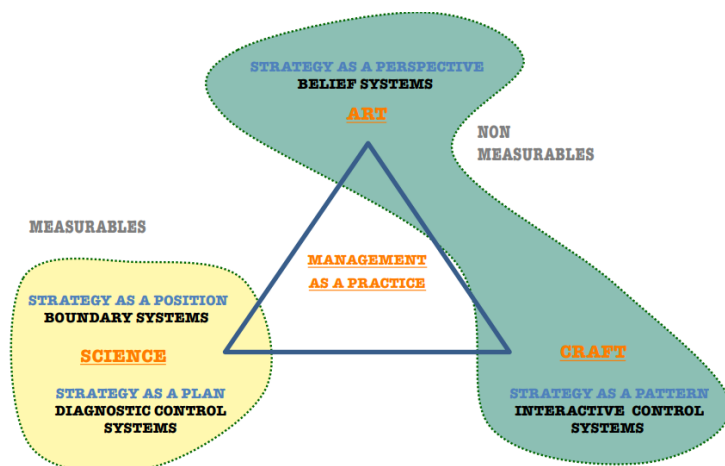 STRATEGY AS A PERSPECTIVE
BELIEF SYSTEMS
ART
NON
MEASURABLES
MEASURABLES
MANAGEMENT
AS A PRACTICE
STRATEGY AS A POSITION
BOUNDARY SYSTEMS
SCIENCE
STRATEGY AS A PLAN
DIAGNOSTIC CONTROL
SYSTEMS
CRAFT
STRATEGY AS A PATTERN
INTERACTIVE CONTROL
SYSTEMS